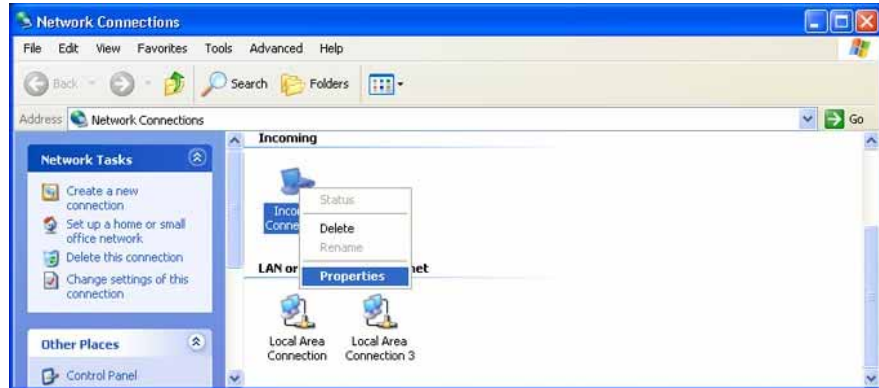 Network Connections
File Edit View Favorites Tools Advanced Help
Back Search Folders
Address Network Connections Go
Network Tasks
Create a new
connection
Set up a home or small
office network
Delete this connection
Change settings of this
connection
Other Places
Control Panel
Incoming
Status
Delete
Rename
Properties
LAN or
Local Area
Connection
Local Area
Connection 3